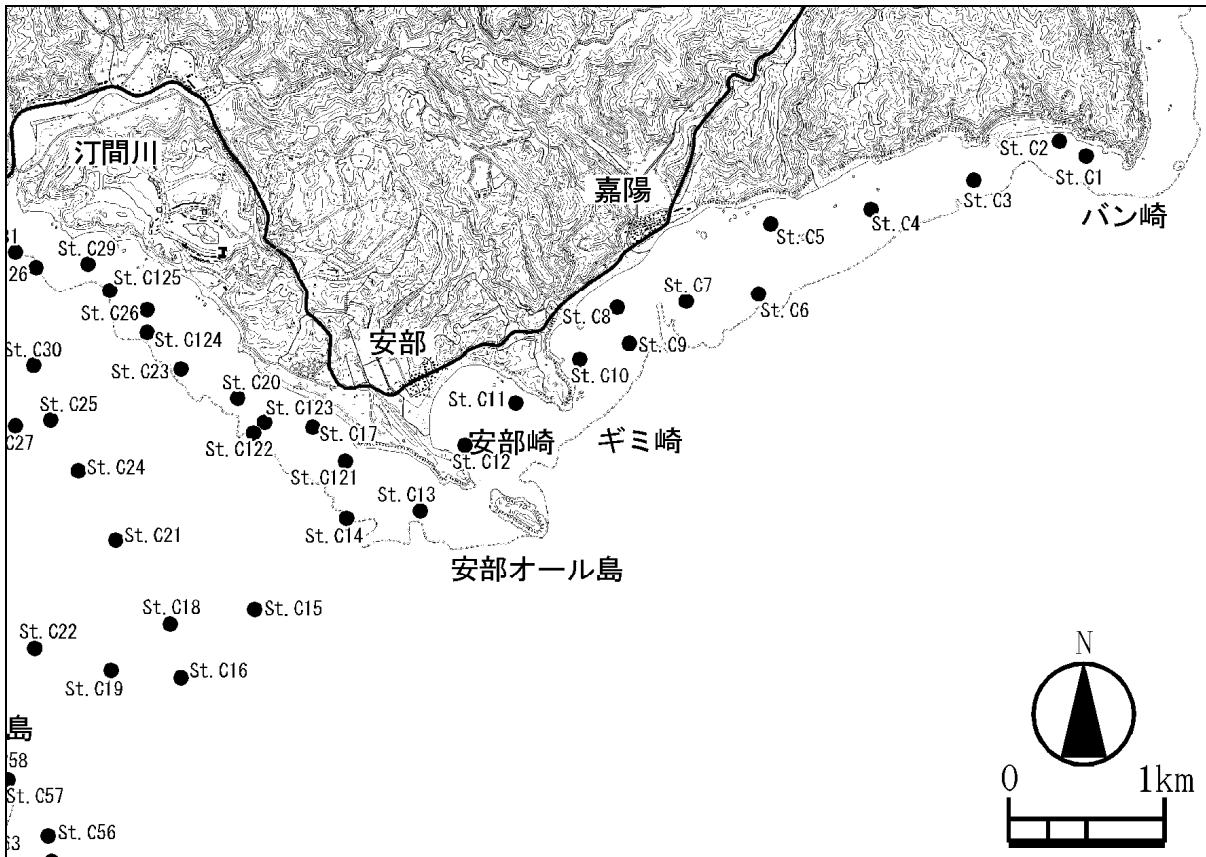 汀間川
嘉陽
安部
St. C2
St. C1
St. C3
バン崎
St. C4
St. C5
St. C7
St. C6
St. C8
St. C9
St. C10
31
St. C29
26
St. C125
St. C26
St. C124
St. C30
St. C23
St. C20
St. C25
St. C123
St. C17
St. C11
C27
St. C122
安部崎
ギミ崎
St. C12
St. C24
St. C121
St. C13
St. C14
St. C21
安部オール島
St. C18
St. C15
St. C22
St. C19
St. C16
N
島
58
St. C57
0 1km
St. C56
63